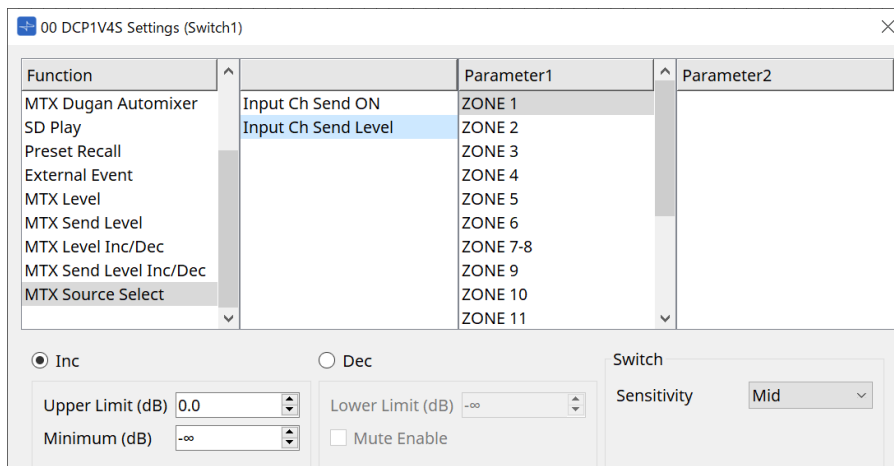 00 DCP1V4S Settings (Switch1)
Function
Parameter1
Parameter2
MTX Dugan Automixer
Input Ch Send ON
ZONE 1
SD Play
Input Ch Send Level
ZONE 2
Preset Recall
ZONE 3
External Event
ZONE 4
MTX Level
ZONE 5
MTX Send Level
ZONE 6
MTX Level Inc/Dec
ZONE 7-8
MTX Send Level Inc/Dec
ZONE 9
MTX Source Select
ZONE 10
ZONE 11
Inc
Dec
Switch
Upper Limit (dB) 0.0
Lower Limit (dB) -∞
Sensitivity Mid
Minimum (dB) -∞
Mute Enable